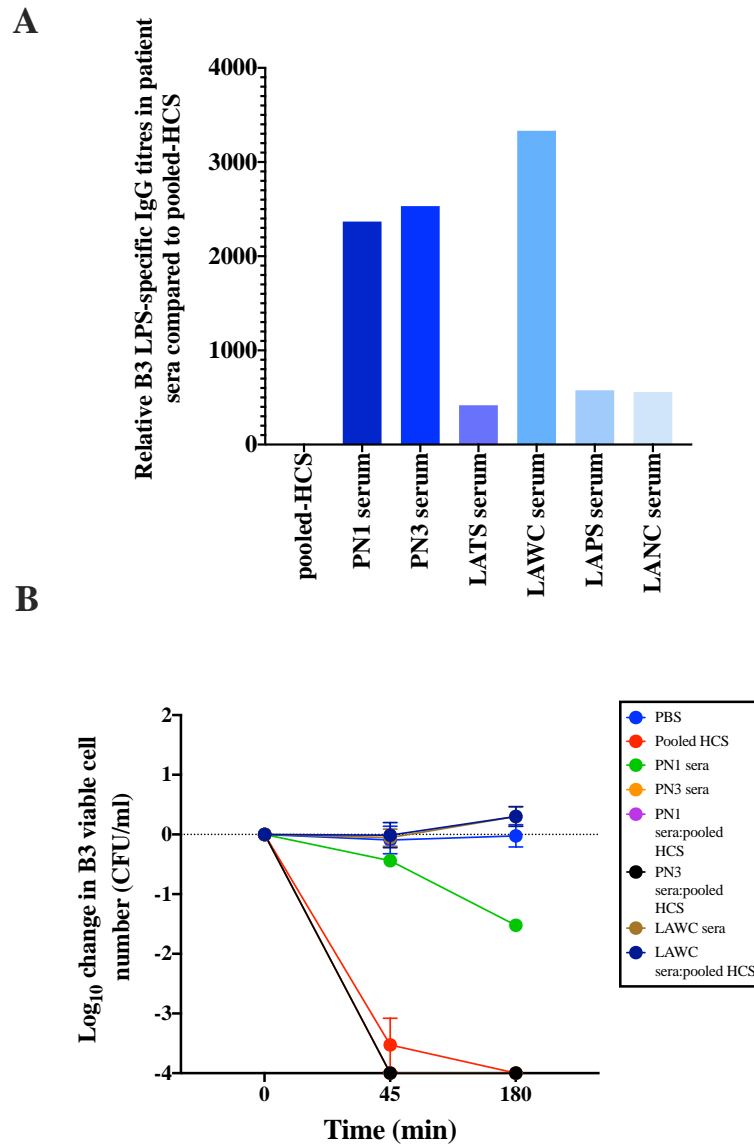 A
Relative B3 LPS-specific IgG titres in patient
sera compared to pooled-HCS
4000
3000
2000
1000
0
pooled-HCS
PN1 serum
PN3 serum
LATS serum
LAWC serum
LAPS serum
LANC serum
B
Log10 change in B3 viable cell
number (CFU/ml)
2
1
0
-1
-2
-3
-4
0
45
180
Time (min)
PBS
Pooled HCS
PN1 sera
PN3 sera
PN1
sera:pooled
HCS
PN3
sera:pooled
HCS
LAWC sera
LAWC
sera:pooled HCS